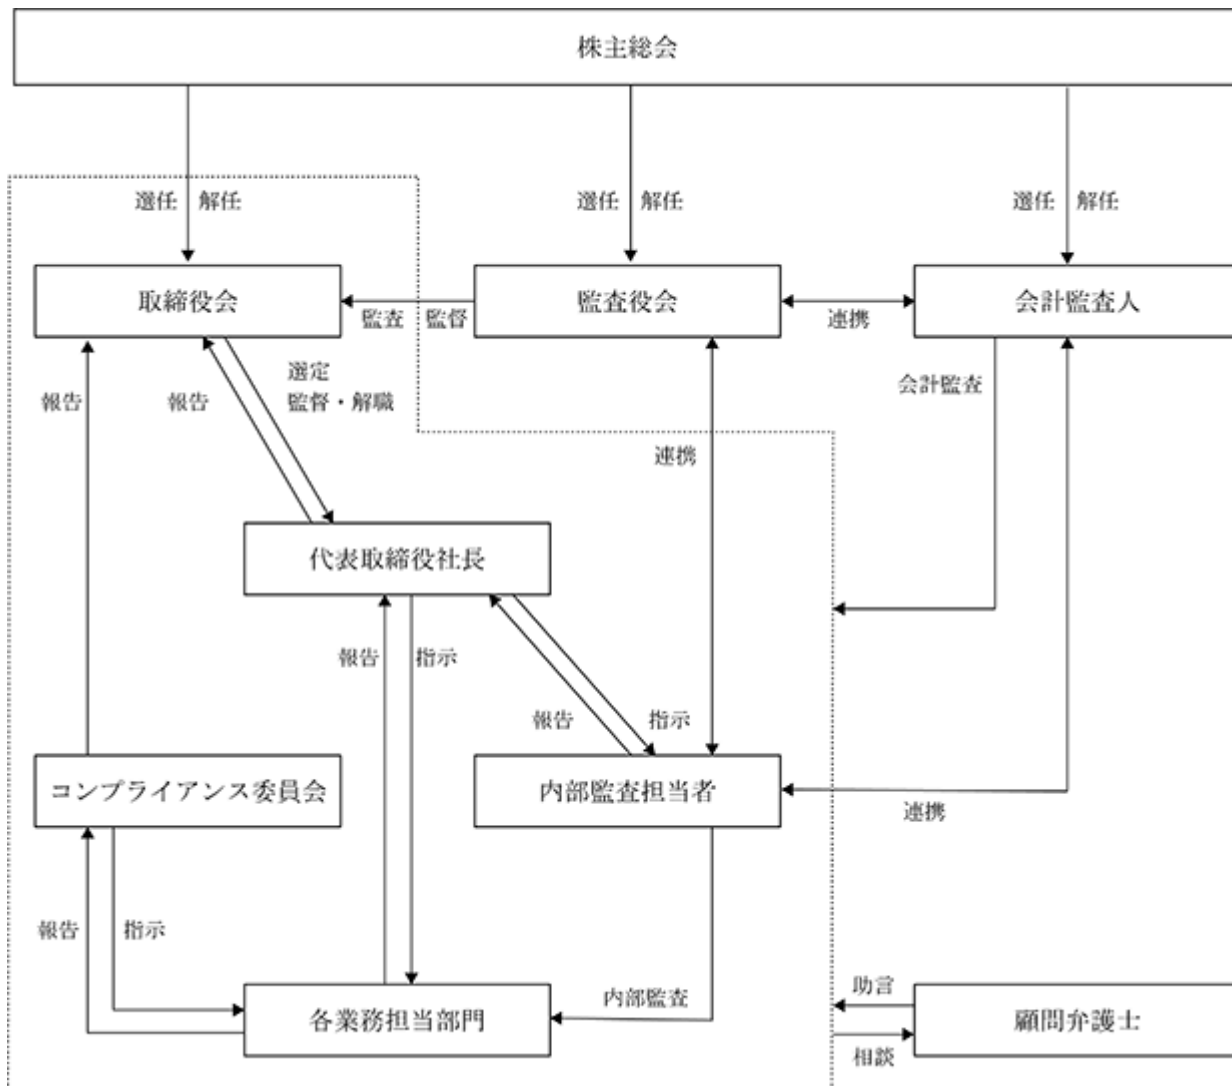 株主総会
選任 解任
選任 解任
選任 解任
取締役会
監査 監督
監査役会
連携
会計監査人
報告
報告
選定
監督・解職
会計監査
連携
代表取締役社長
報告 指示
報告 指示
コンプライアンス委員会
内部監査担当者
連携
報告 指示
内部監査
各業務担当部門
助言
相談
顧問弁護士